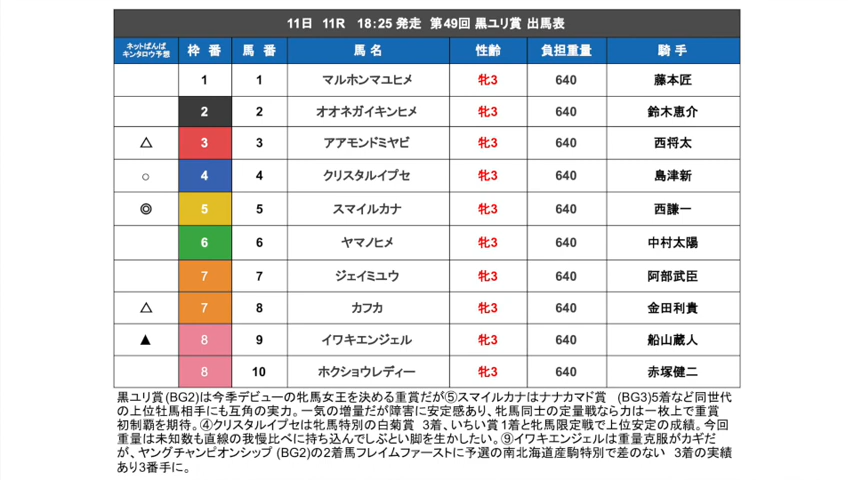 11日 11R 18:25 発走 第49回 黒ユリ賞 出馬表
ネットばんば キンタロウ予想 枠 番 馬 番 馬 名 性齢 負担重量 騎 手
1 1 マルホンマユヒメ 牝3 640 藤本匠
2 2 オオネガイキンヒメ 牝3 640 鈴木恵介
△ 3 3 アアモンドミヤビ 牝3 640 西将太
○ 4 4 クリスタルイプセ 牝3 640 島津新
◎ 5 5 スマイルカナ 牝3 640 西謙一
6 6 ヤマノヒメ 牝3 640 中村太陽
7 7 ジェイミユウ 牝3 640 阿部武臣
△ 7 8 カフカ 牝3 640 金田利貴
▲ 8 9 イワキエンジェル 牝3 640 船山蔵人
8 10 ホクショウレディー 牝3 640 赤塚健二
黒ユリ賞(BG2)は今季デビューの牝馬女王を決める重賞だが⑤スマイルカナはナナカマド賞 (BG3)5着など同世代
の上位牡馬相手にも互角の実力。一気の増量だが障害に安定感あり、牝馬同士の定量戦なら力は一枚上で重賞
初制覇を期待。④クリスタルイプセは牝馬特別の白菊賞 3着、いちい賞1着と牝馬限定戦で上位安定の成績。今回
重量は未知数も直線の我慢比べに持ち込んでしぶとい脚を生かしたい。⑨イワキエンジェルは重量克服がカギだ
が、ヤングチャンピオンシップ (BG2)の2着馬フレイムファーストに予選の南北海道産駒特別で差のない 3着の実績
あり3番手に。